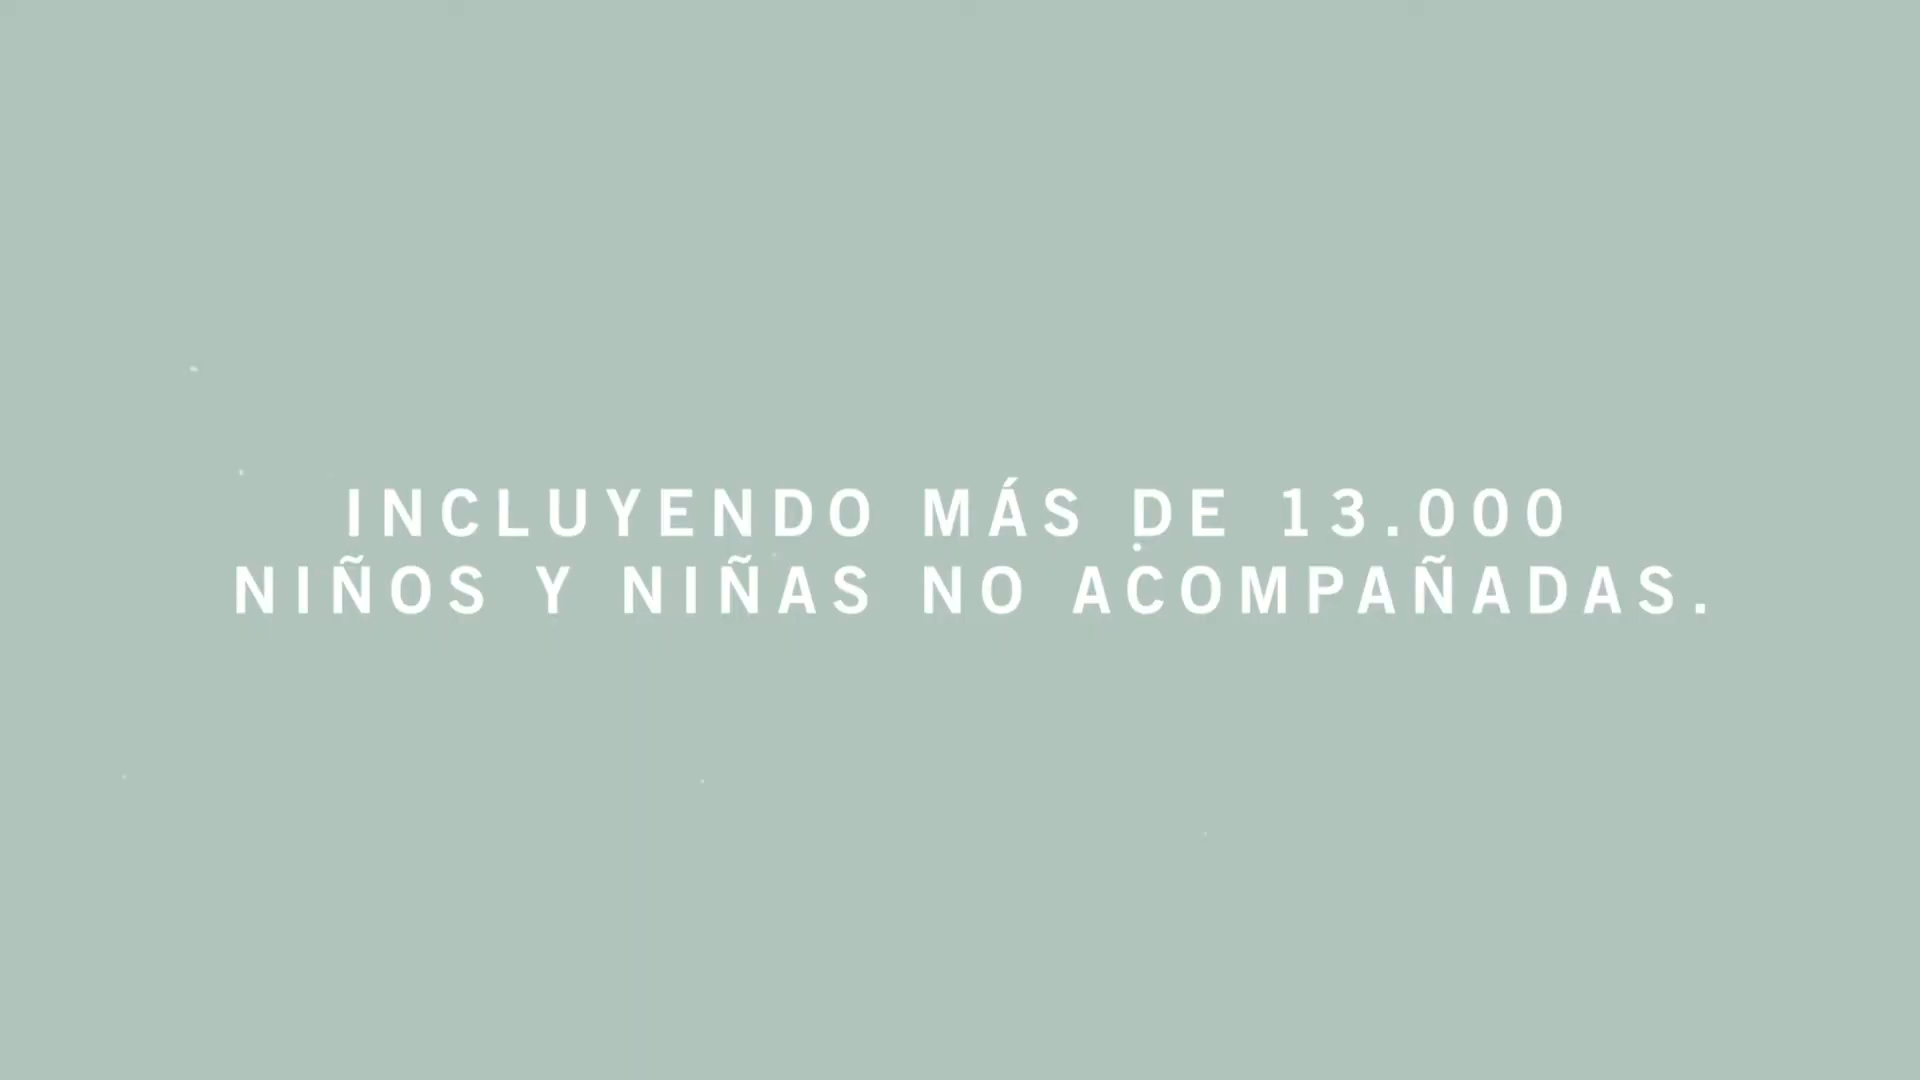 INCLUYENDO MÁS DE 13.000
NIÑOS Y NIÑAS NO ACOMPAÑADAS.